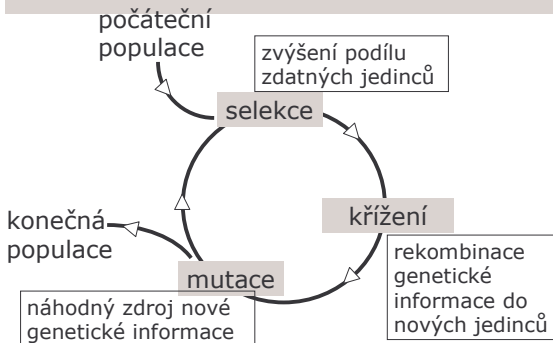 počáteční
populace
zvýšení podílu
zdatných jedinců
selekce
křížení
rekombinace
genetické
informace do
nových jedinců
konečná
populace
mutace
náhodný zdroj nové
genetické informace